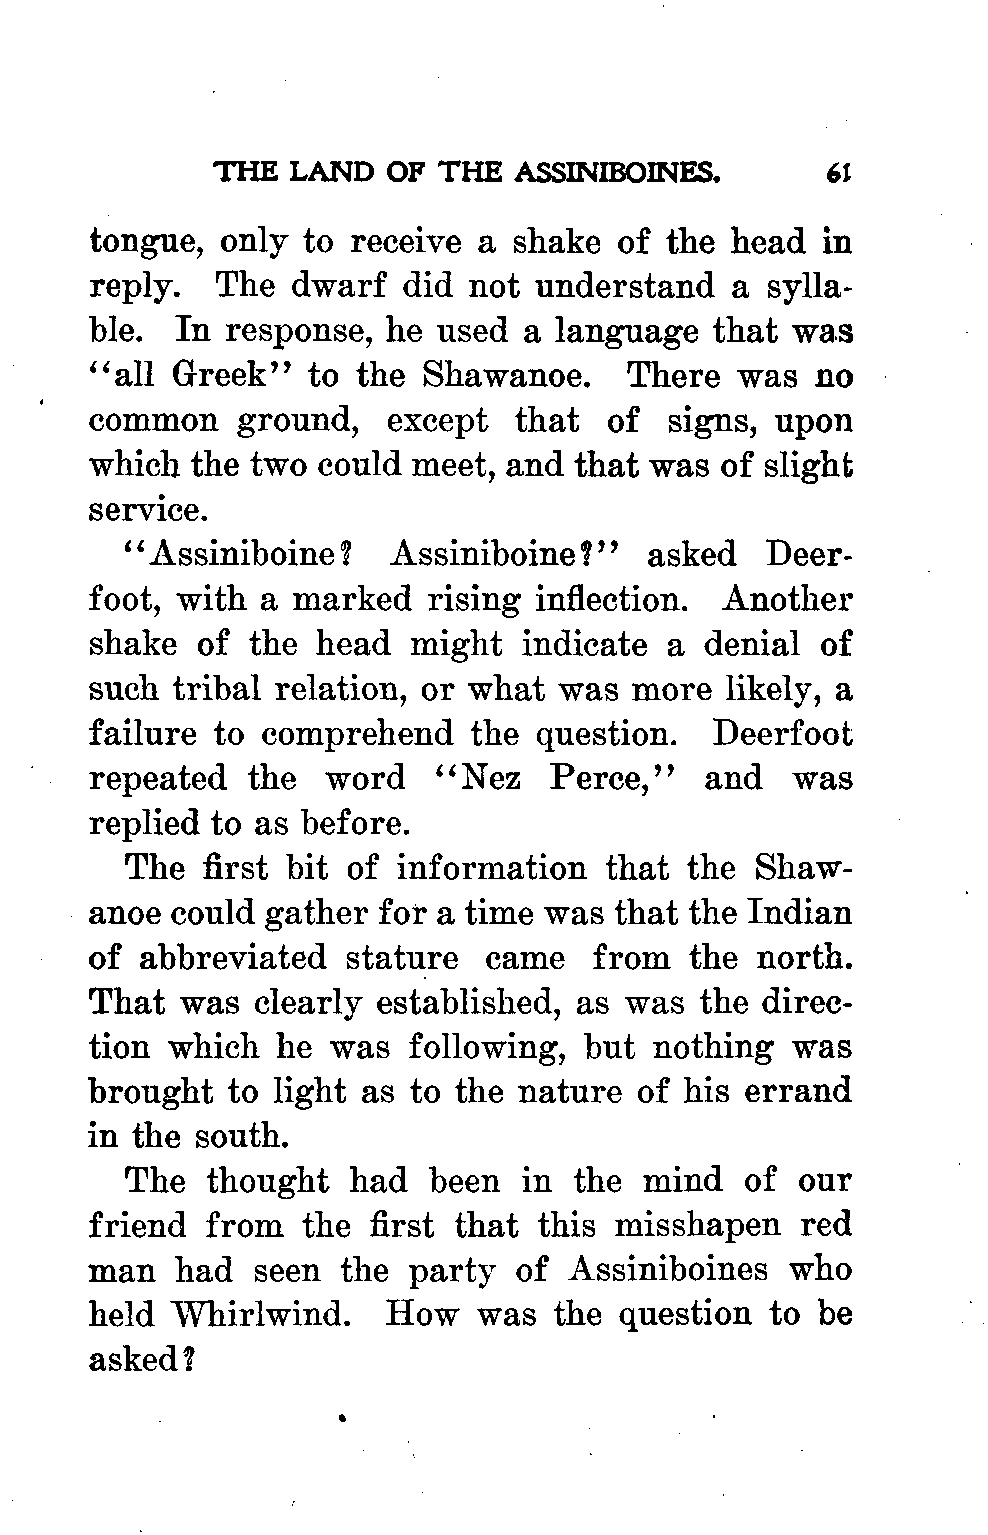 THE LAND OF THE ASSINIBOINES. 61
tongue, only to receive a shake of the head in
reply. The dwarf did not understand a sylla-
ble. In response, he used a language that was
“all Greek” to the Shawanoe. There was no
common ground, except that of signs, upon
which the two could meet, and that was of slight
service.
“Assiniboine? Assiniboine?” asked Deer-
foot, with a marked rising inflection. Another
shake of the head might indicate a denial of
such tribal relation, or what was more likely, a
failure to comprehend the question. Deerfoot
repeated the word “Nez Perce,” and was
replied to as before.
The first bit of information that the Shaw-
anoe could gather for a time was that the Indian
of abbreviated stature came from the north.
That was clearly established, as was the direc-
tion which he was following, but nothing was
brought to light as to the nature of his errand
in the south.
The thought had been in the mind of our
friend from the first that this misshapen red
man had seen the party of Assiniboines who
held Whirlwind. How was the question to be
asked?